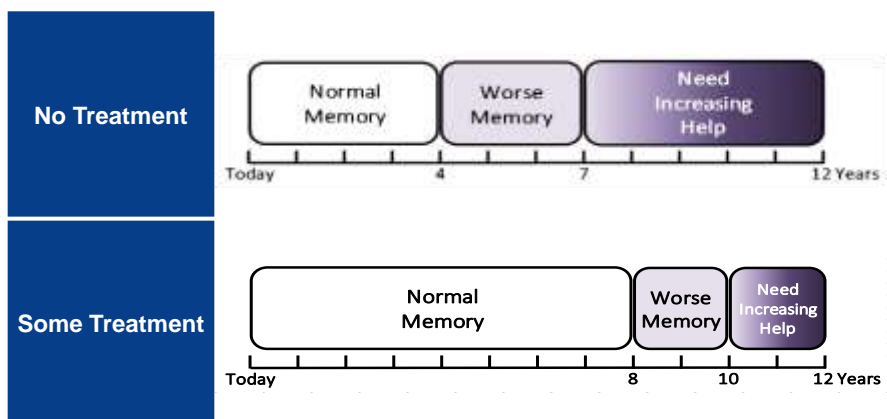 No Treatment
Normal
Memory
Worse
Memory
Need
Increasing
Help
Today 4 7 12 Years
Some Treatment
Normal
Memory
Worse
Memory
Need
Increasing
Help
Today 8 10 12 Years